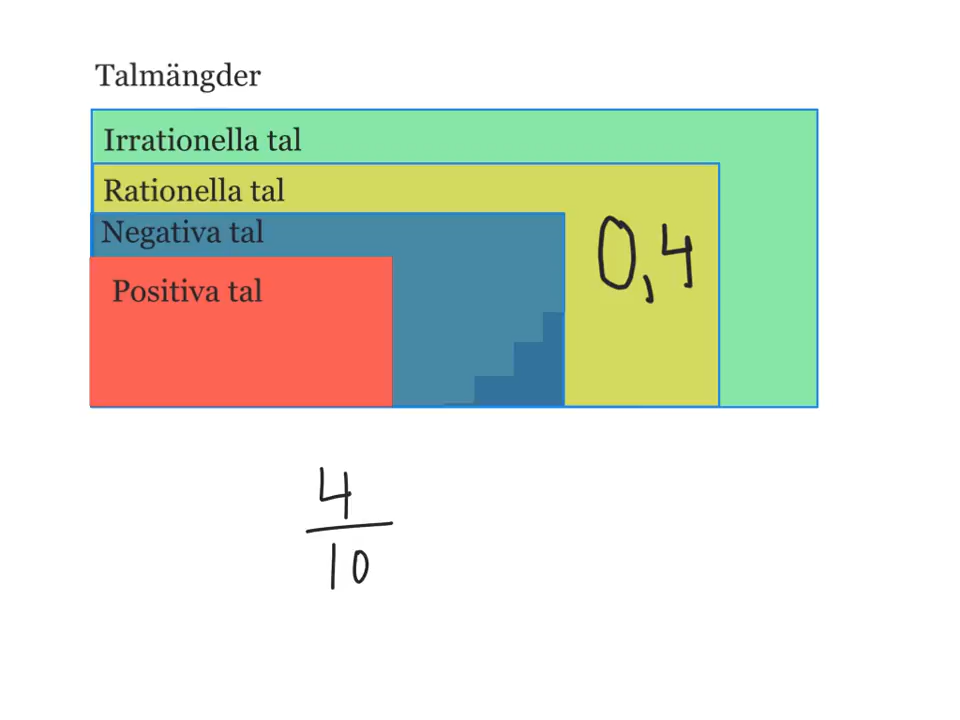 Talmängder
Irrationella tal
Rationella tal
Negativa tal
0,4
Positiva tal
4
10